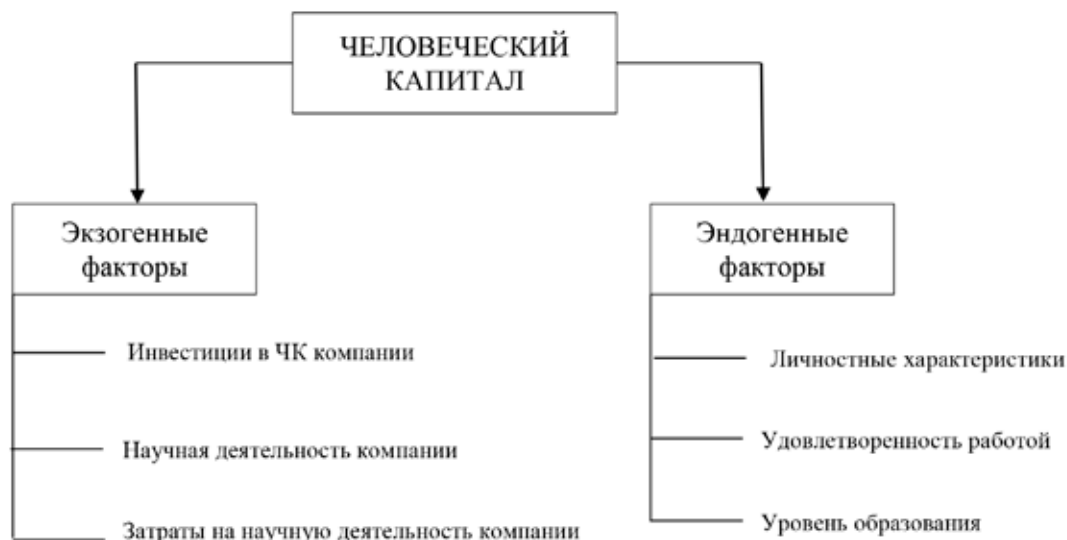 ЧЕЛОВЕЧЕСКИЙ
КАПИТАЛ
Экзогенные
факторы
Инвестиции в ЧК компании
Научная деятельность компании
Затраты на научную деятельность компании
Эндогенные
факторы
Личностные характеристики
Удовлетворенность работой
Уровень образования